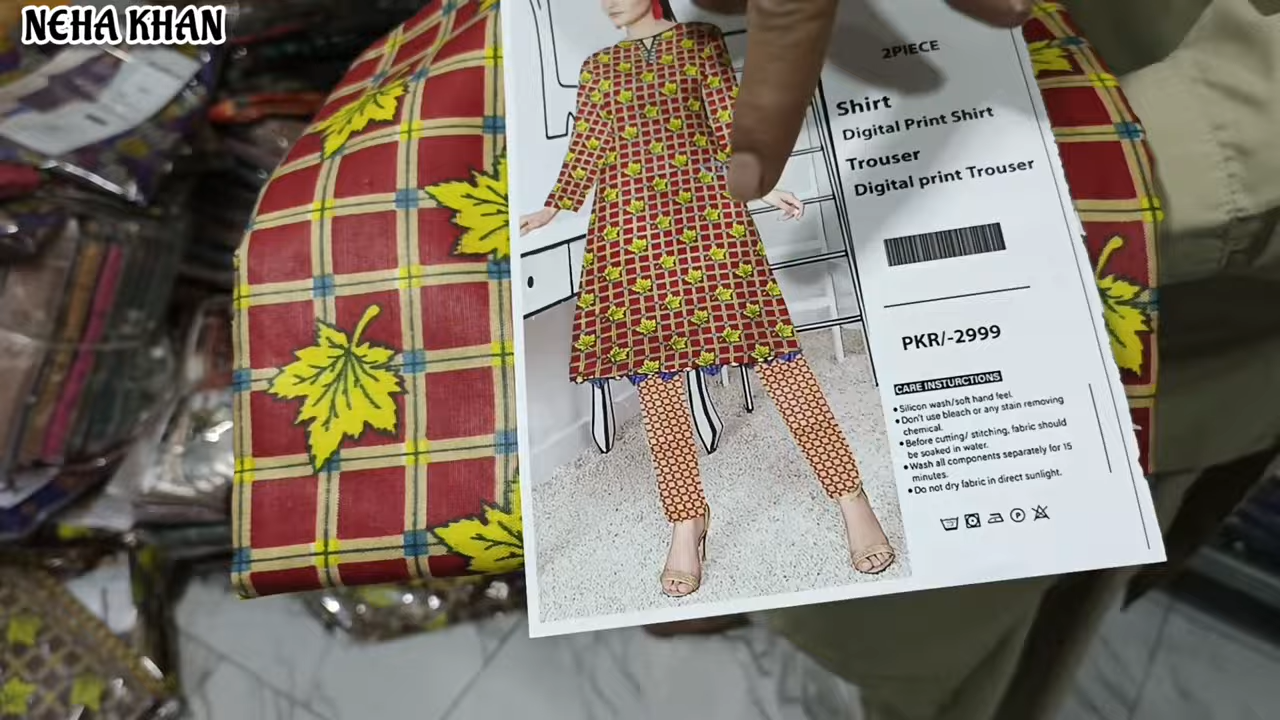 NEHA KHAN
2PIECE
Shirt
Digital Print Shirt
Trouser
Digital print Trouser
PKR/-2999
CARE INSTURCTIONS
• Silicon wash/soft hand feel.
• Don't use bleach or any stain removing
chemical.
• Before cutting/ stitching, fabric should
be soaked in water.
• Wash all components separately for 15
minutes.
• Do not dry fabric in direct sunlight.